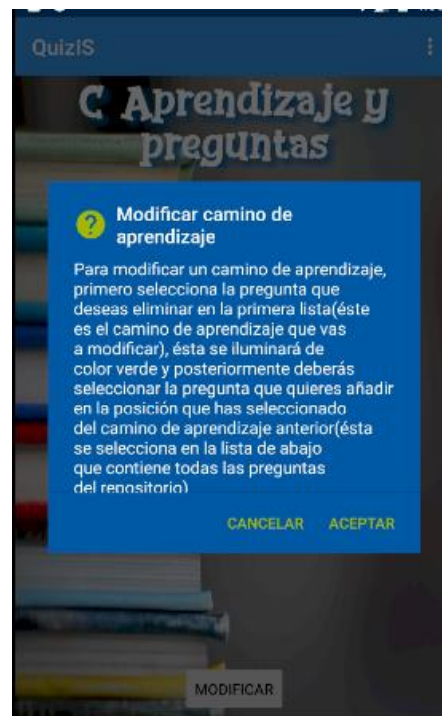 QuizIS
C Aprendizaje y
preguntas
Modificar camino de
aprendizaje
Para modificar un camino de aprendizaje,
primero selecciona la pregunta que
deseas eliminar en la primera lista(éste
es el camino de aprendizaje que vas
a modificar), ésta se iluminará de
color verde y posteriormente deberás
seleccionar la pregunta que quieres añadir
en la posición que has seleccionado
del camino de aprendizaje anterior(ésta
se selecciona en la lista de abajo
que contiene todas las preguntas
del repositorio)
CANCELAR ACEPTAR
MODIFICAR